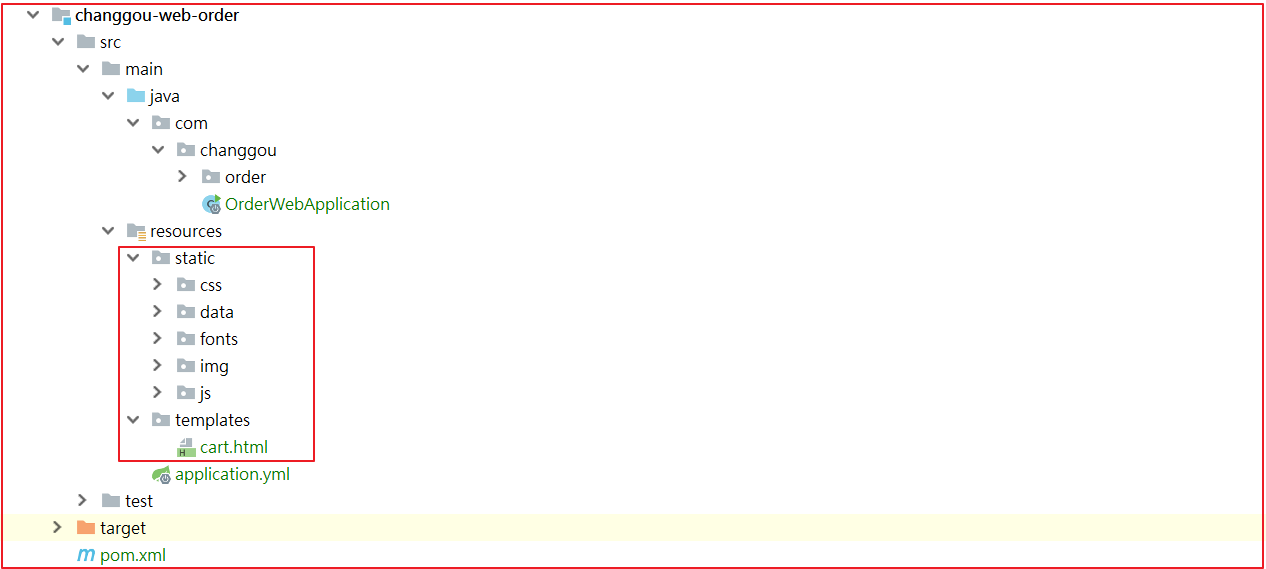 changgou-web-order
src
main
java
com
changgou
order
OrderWebApplication
resources
static
css
data
fonts
img
js
templates
cart.html
application.yml
test
target
pom.xml